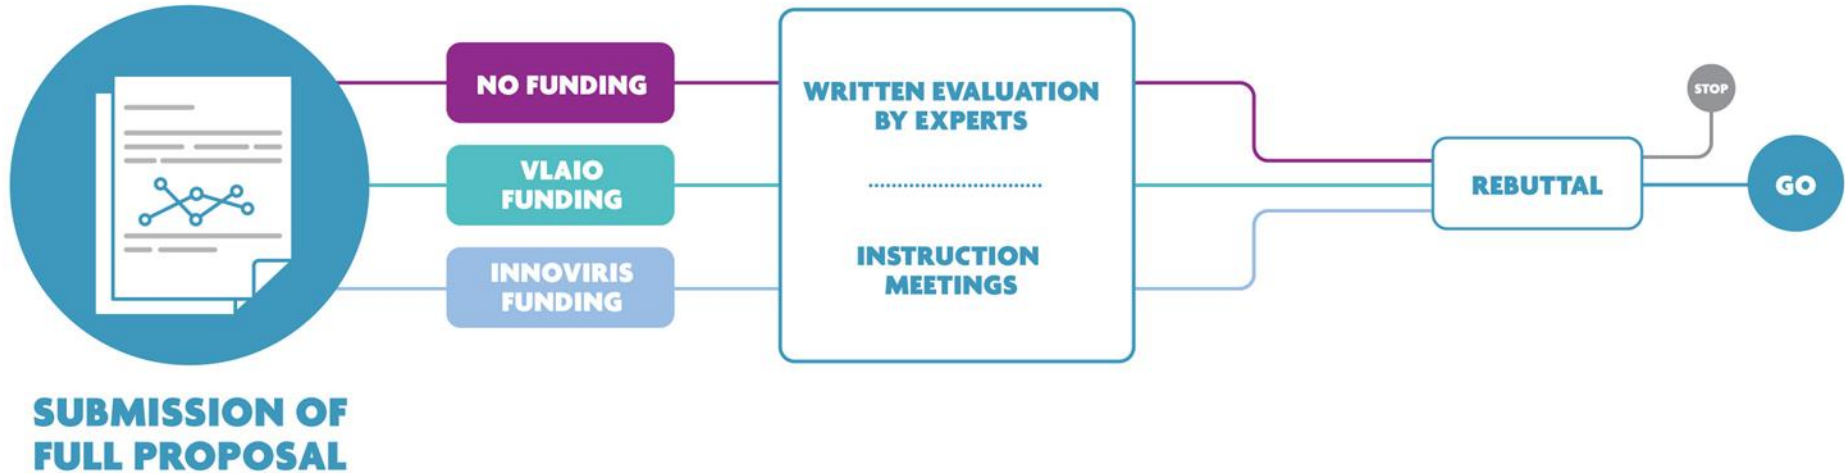 SUBMISSION OF
FULL PROPOSAL
NO FUNDING
VLAIO
FUNDING
INNOVIRIS
FUNDING
WRITTEN EVALUATION
BY EXPERTS
INSTRUCTION
MEETINGS
REBUTTAL
STOP
GO